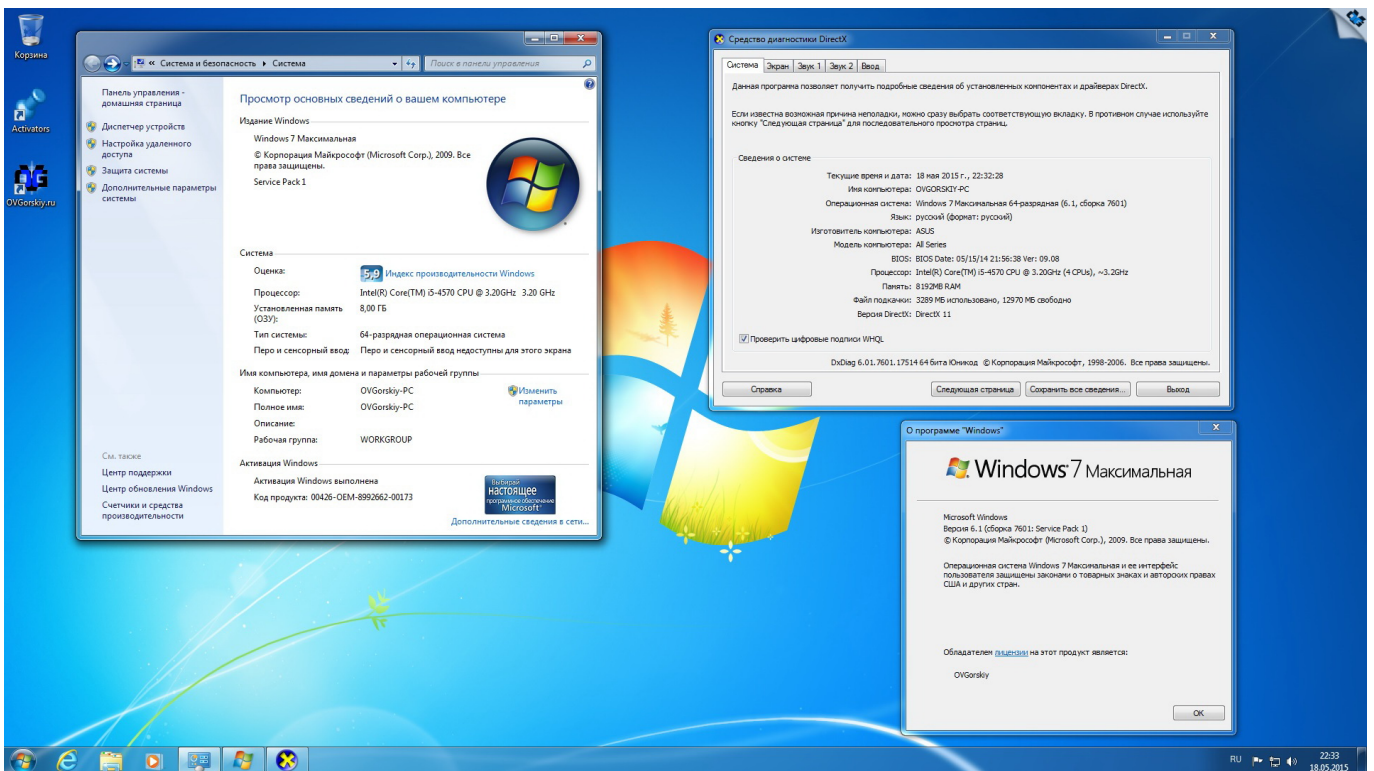 Корзина
Activators
OVGorskiy.ru
« Система и безопасность ▸ Система
Поиск в панели управления
Панель управления -
домашняя страница
Диспетчер устройств
Настройка удаленного
доступа
Защита системы
Дополнительные параметры
системы
См. также
Центр поддержки
Центр обновления Windows
Счетчики и средства
производительности
Просмотр основных сведений о вашем компьютере
Издание Windows
Windows 7 Максимальная
© Корпорация Майкрософт (Microsoft Corp.), 2009. Все
права защищены.
Service Pack 1
Система
Оценка: 5,9 Индекс производительности Windows
Процессор: Intel(R) Core(TM) i5-4570 CPU @ 3.20GHz 3.20 GHz
Установленная память 8,00 ГБ
(ОЗУ):
Тип системы: 64-разрядная операционная система
Перо и сенсорный ввод: Перо и сенсорный ввод недоступны для этого экрана
Имя компьютера, имя домена и параметры рабочей группы
Компьютер: OVGorskiy-PC Изменить
параметры
Полное имя: OVGorskiy-PC
Описание:
Рабочая группа: WORKGROUP
Активация Windows
Активация Windows выполнена
Код продукта: 00426-OEM-8992662-00173
Выбирай
НАСТОЯЩЕЕ
программное обеспечение
Microsoft
Дополнительные сведения в сети...
Средство диагностики DirectX
Система Экран Звук 1 Звук 2 Ввод
Данная программа позволяет получить подробные сведения об установленных компонентах и драйверах DirectX.
Если известна возможная причина неполадки, можно сразу выбрать соответствующую вкладку. В противном случае используйте
кнопку "Следующая страница" для последовательного просмотра страниц.
Сведения о системе
Текущие время и дата: 18 мая 2015 г., 22:32:28
Имя компьютера: OVGORSKIY-PC
Операционная система: Windows 7 Максимальная 64-разрядная (6.1, сборка 7601)
Язык: русский (формат: русский)
Изготовитель компьютера: ASUS
Модель компьютера: All Series
BIOS: BIOS Date: 05/15/14 21:56:38 Ver: 09.08
Процессор: Intel(R) Core(TM) i5-4570 CPU @ 3.20GHz (4 CPUs), ~3.2GHz
Память: 8192MB RAM
Файл подкачки: 3289 МБ использовано, 12970 МБ свободно
Версия DirectX: DirectX 11
Проверить цифровые подписи WHQL
DxDiag 6.01.7601.17514 64 бита Юникод © Корпорация Майкрософт, 1998-2006. Все права защищены.
Справка Следующая страница Сохранить все сведения... Выход
О программе "Windows"
Windows 7 Максимальная
Microsoft Windows
Версия 6.1 (сборка 7601: Service Pack 1)
© Корпорация Майкрософт (Microsoft Corp.), 2009. Все права защищены.
Операционная система Windows 7 Максимальная и ее интерфейс
пользователя защищены законами о товарных знаках и авторских правах
США и других стран.
Обладателем лицензии на этот продукт является:
OVGorskiy
ОК
RU
22:33
18.05.2015